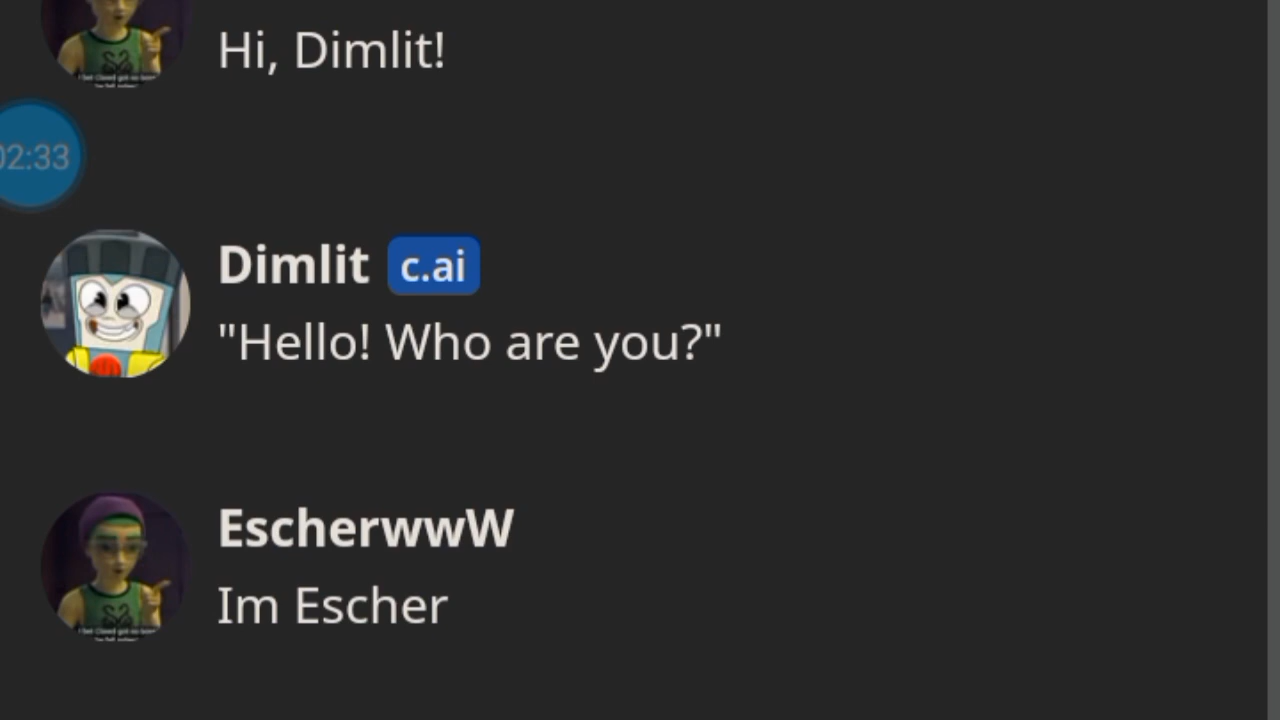 Hi, Dimlit!
02:33
Dimlit c.ai
"Hello! Who are you?"
EscherwwW
Im Escher